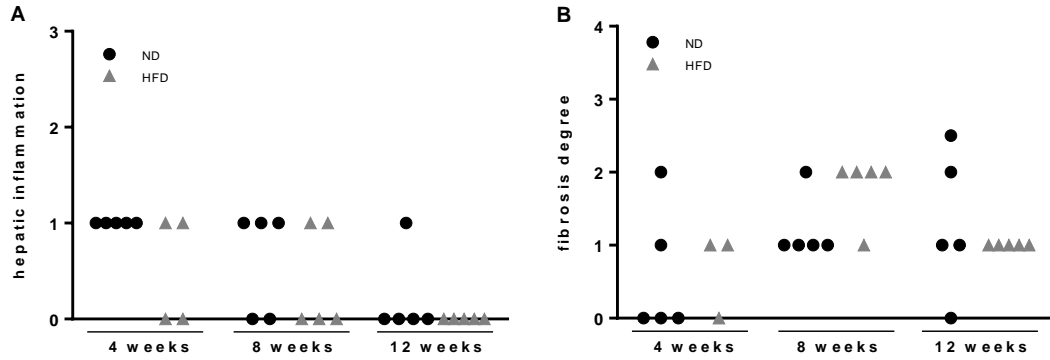 A
hepatic inflammation
3
2
1
0
ND
HFD
4 weeks
8 weeks
12 weeks
B
fibrosis degree
4
3
2
1
0
ND
HFD
4 weeks
8 weeks
12 weeks